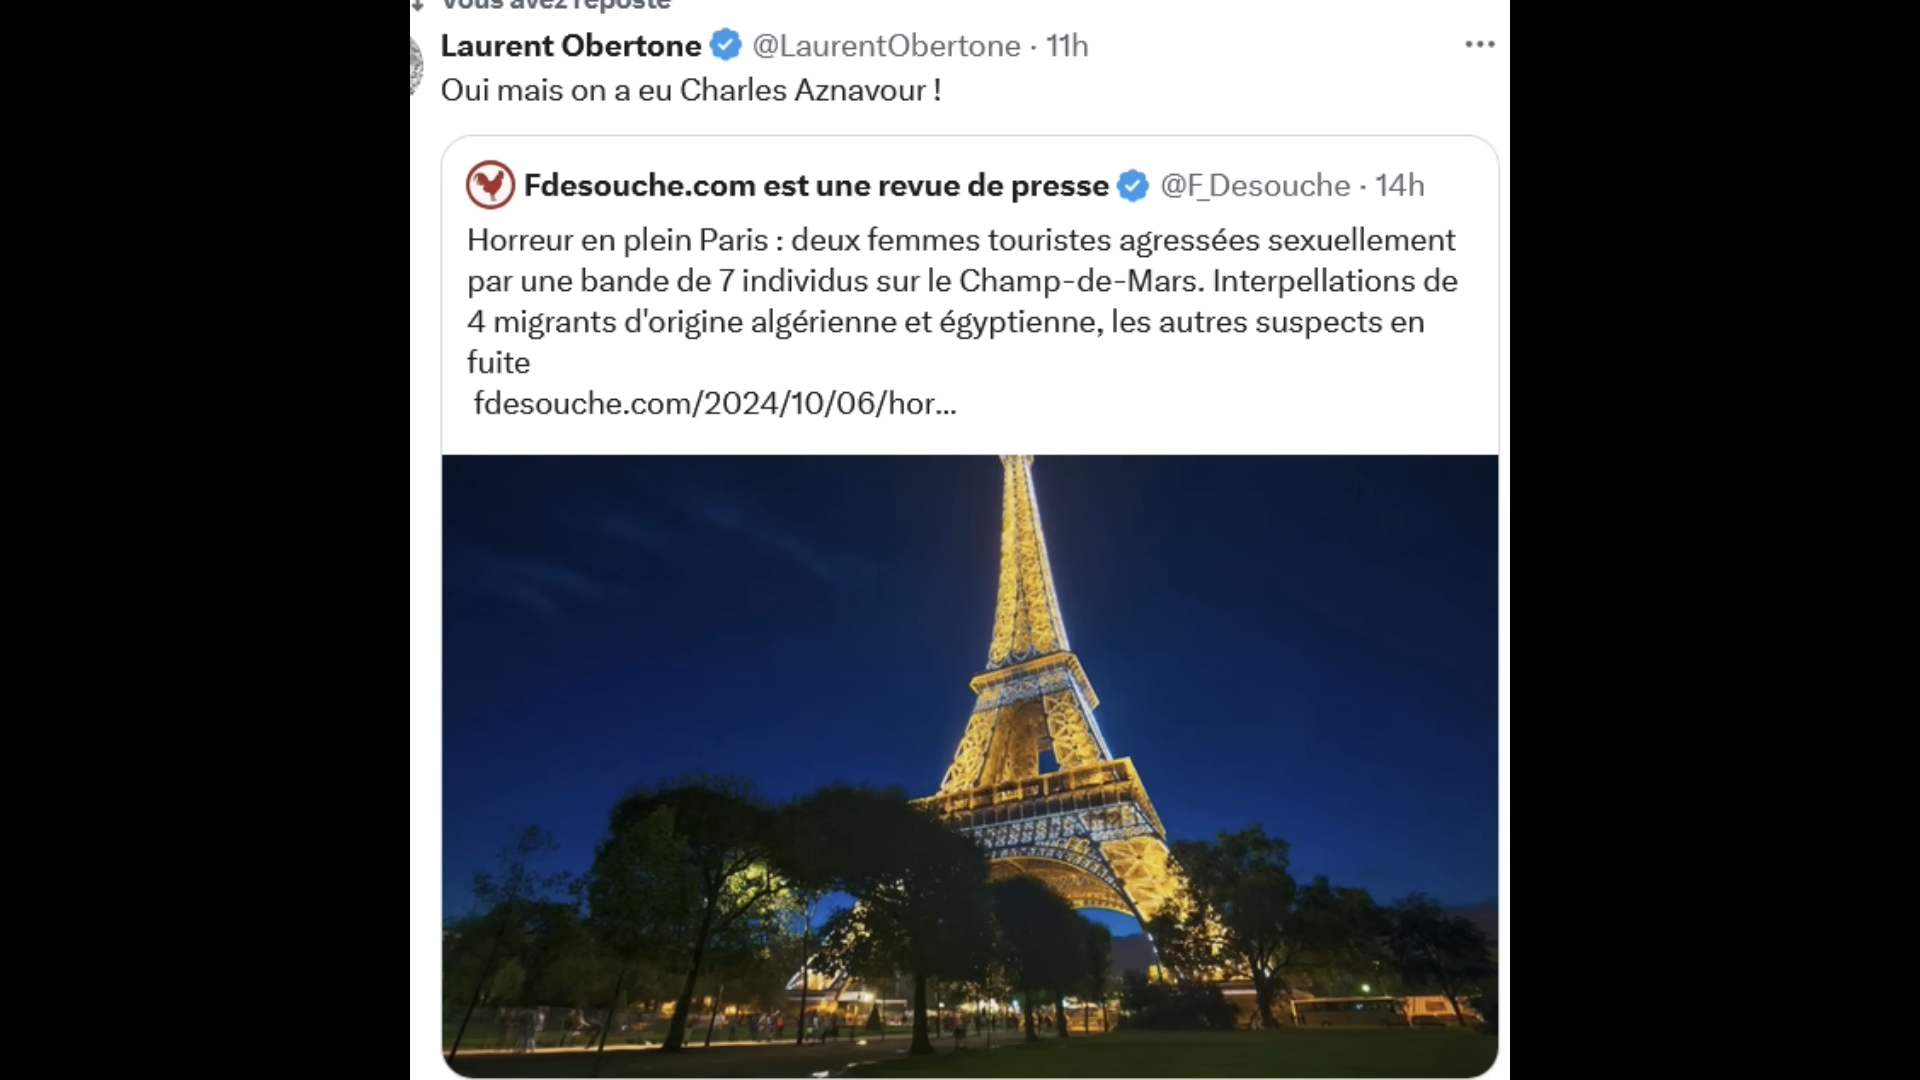 Vous avez reposté
Laurent Obertone @LaurentObertone · 11h
Oui mais on a eu Charles Aznavour !
Fdesouche.com est une revue de presse @F_Desouche · 14h
Horreur en plein Paris : deux femmes touristes agressées sexuellement
par une bande de 7 individus sur le Champ-de-Mars. Interpellations de
4 migrants d'origine algérienne et égyptienne, les autres suspects en
fuite
fdesouche.com/2024/10/06/hor...